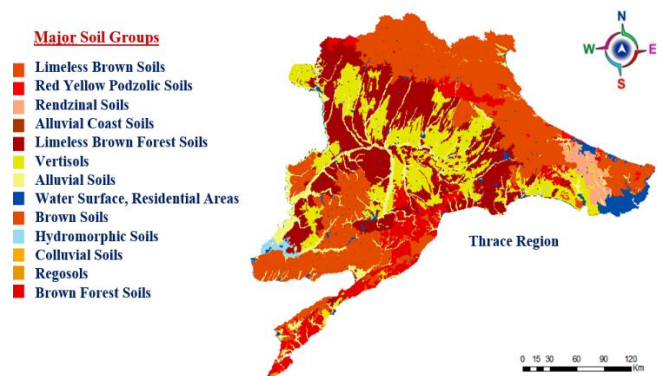 Major Soil Groups
Limeless Brown Soils
Red Yellow Podzolic Soils
Rendzinal Soils
Alluvial Coast Soils
Limeless Brown Forest Soils
Vertisols
Alluvial Soils
Water Surface, Residential Areas
Brown Soils
Hydromorphic Soils
Colluvial Soils
Regosols
Brown Forest Soils
N
W
E
S
Thrace Region
0 15 30 60 90 120
Km